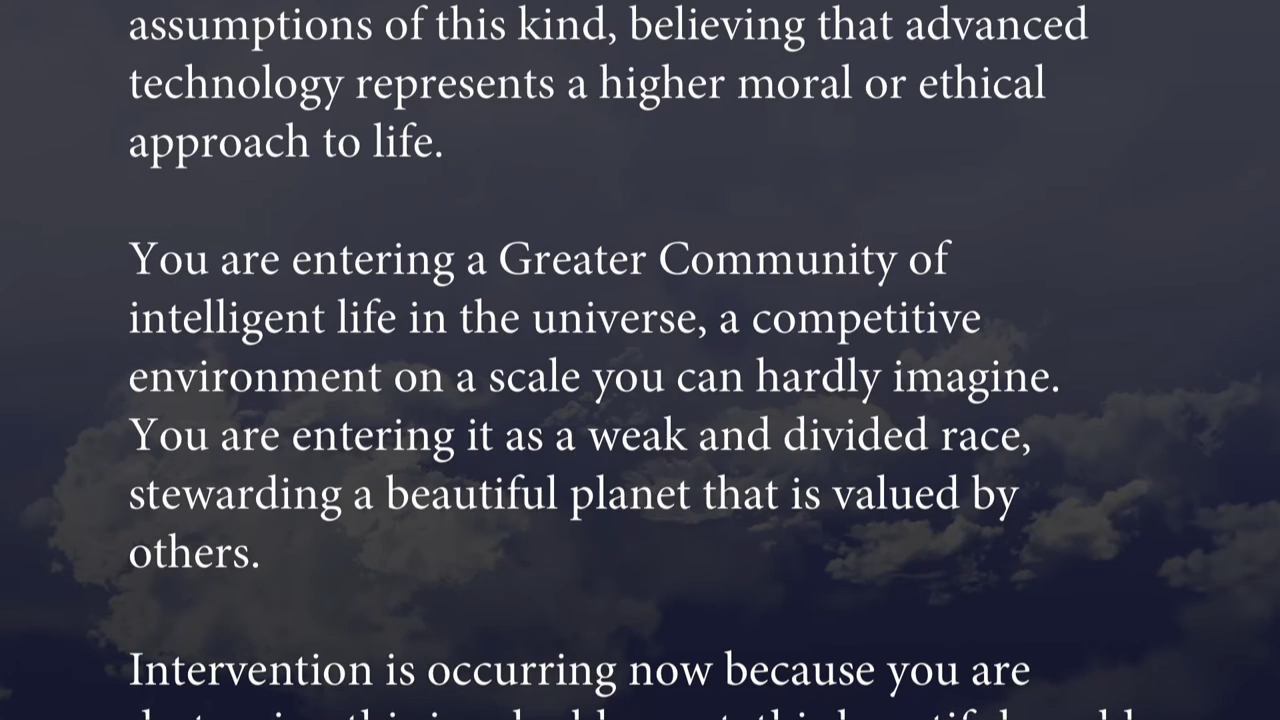 assumptions of this kind, believing that advanced
technology represents a higher moral or ethical
approach to life.
You are entering a Greater Community of
intelligent life in the universe, a competitive
environment on a scale you can hardly imagine.
You are entering it as a weak and divided race,
stewarding a beautiful planet that is valued by
others.
Intervention is occurring now because you are